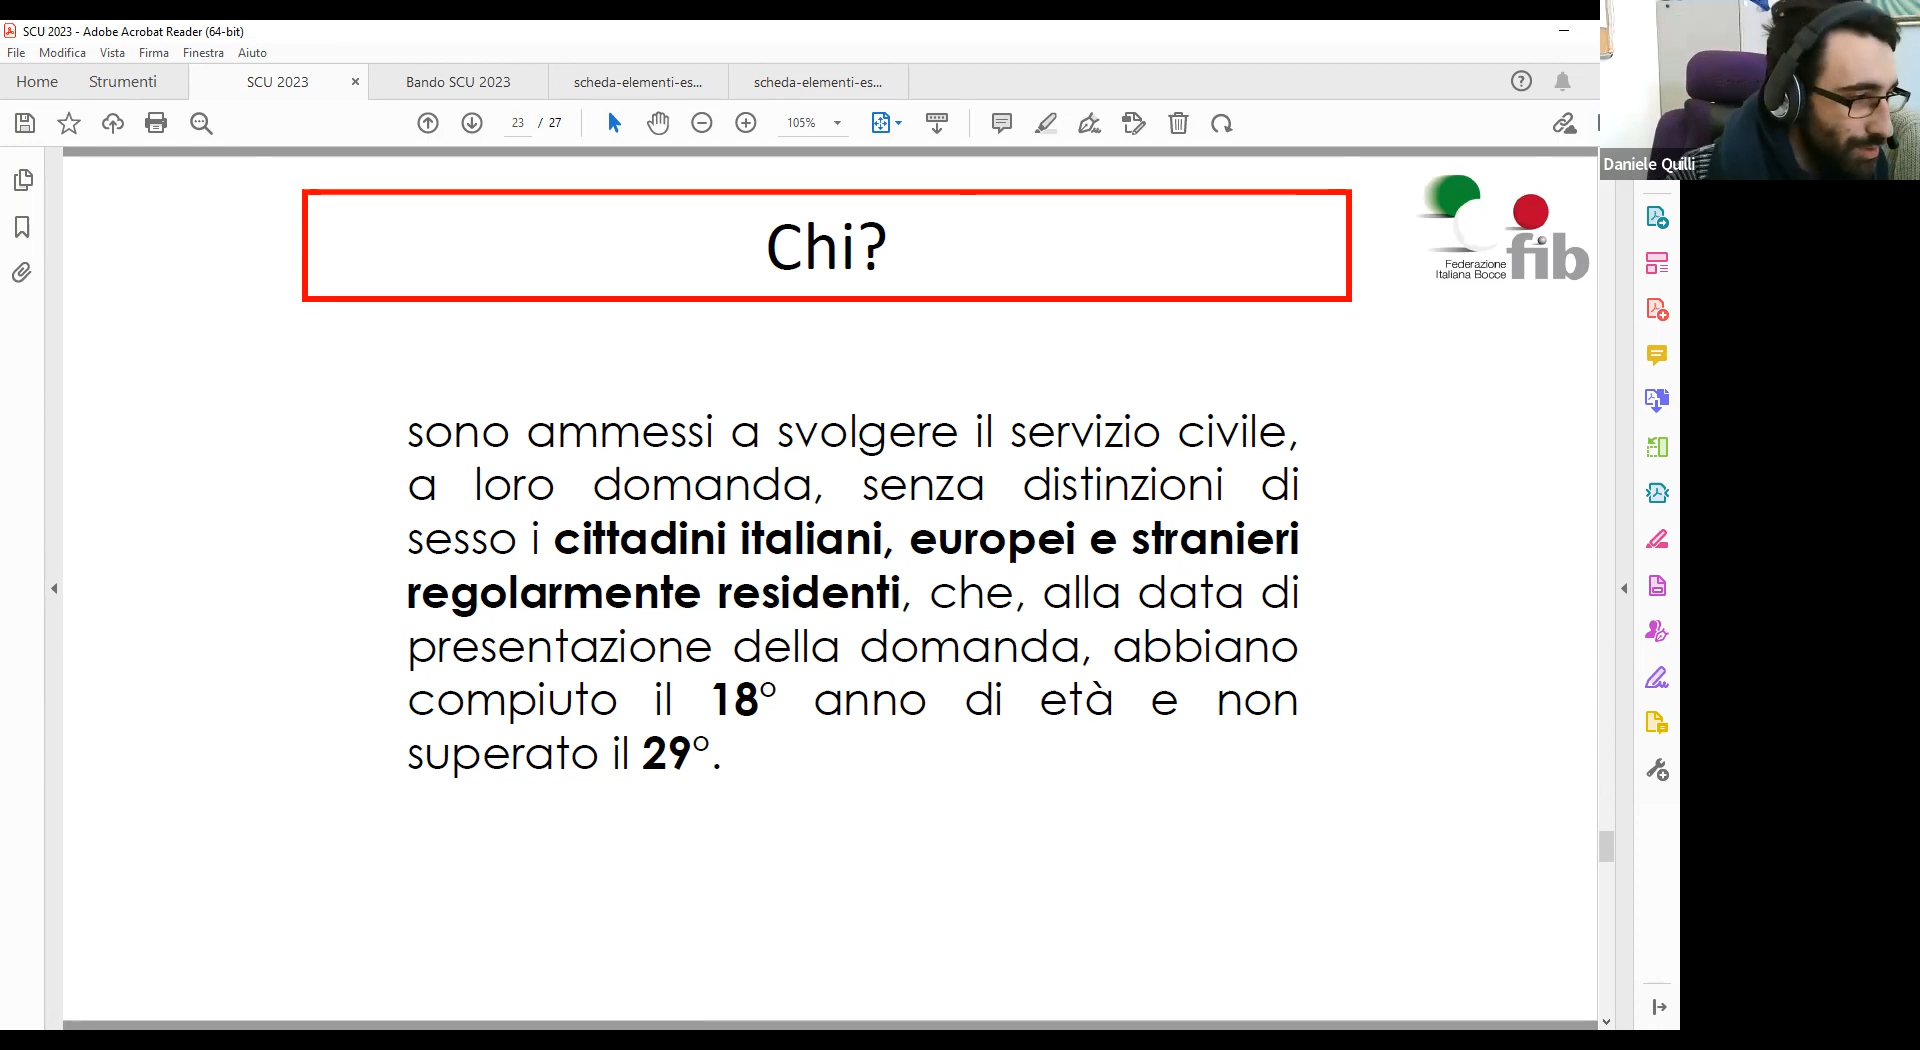 SCU 2023 - Adobe Acrobat Reader (64-bit)
File Modifica Vista Firma Finestra Aiuto
Home Strumenti SCU 2023 Bando SCU 2023 scheda-elementi-es... scheda-elementi-es...
23 / 27 105%
Daniele Quilli
Chi?
Federazione
Italiana Bocce
fib
sono ammessi a svolgere il servizio civile,
a loro domanda, senza distinzioni di
sesso i cittadini italiani, europei e stranieri
regolarmente residenti, che, alla data di
presentazione della domanda, abbiano
compiuto il 18° anno di età e non
superato il 29°.